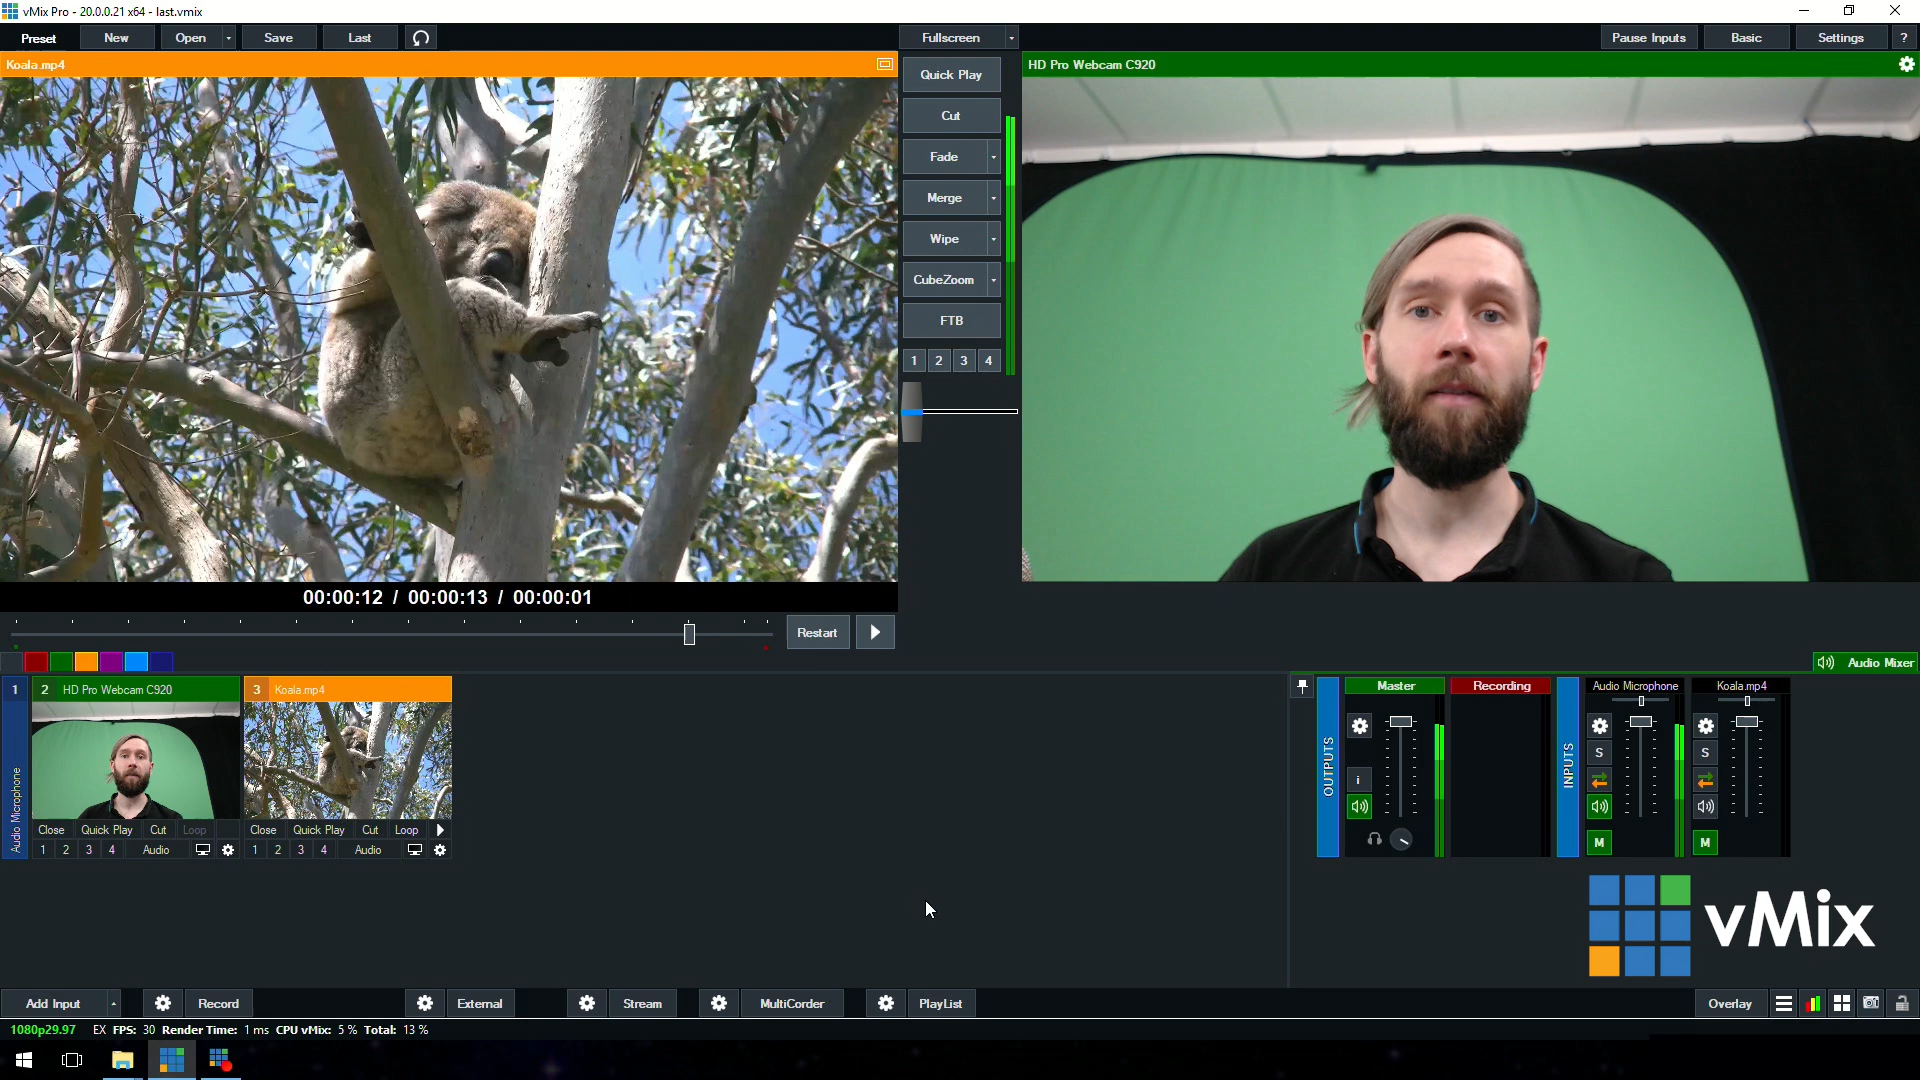 vMix Pro - 20.0.0.21 x64 - last.vmix
Preset New Open Save Last Fullscreen Pause Inputs Basic Settings ?
Koala.mp4
HD Pro Webcam C920
Quick Play
Cut
Fade
Merge
Wipe
CubeZoom
FTB
1 2 3 4
00:00:12 / 00:00:13 / 00:00:01
Restart
Audio Mixer
1
Audio Microphone
2 HD Pro Webcam C920
Close Quick Play Cut Loop
1 2 3 4 Audio
3 Koala.mp4
Close Quick Play Cut Loop
1 2 3 4 Audio
OUTPUTS
Master
i
Recording
INPUTS
Audio Microphone
S
M
Koala.mp4
S
M
vMix
Add Input Record External Stream MultiCorder PlayList Overlay
1080p29.97 EX FPS: 30 Render Time: 1 ms CPU vMix: 5 % Total: 13 %